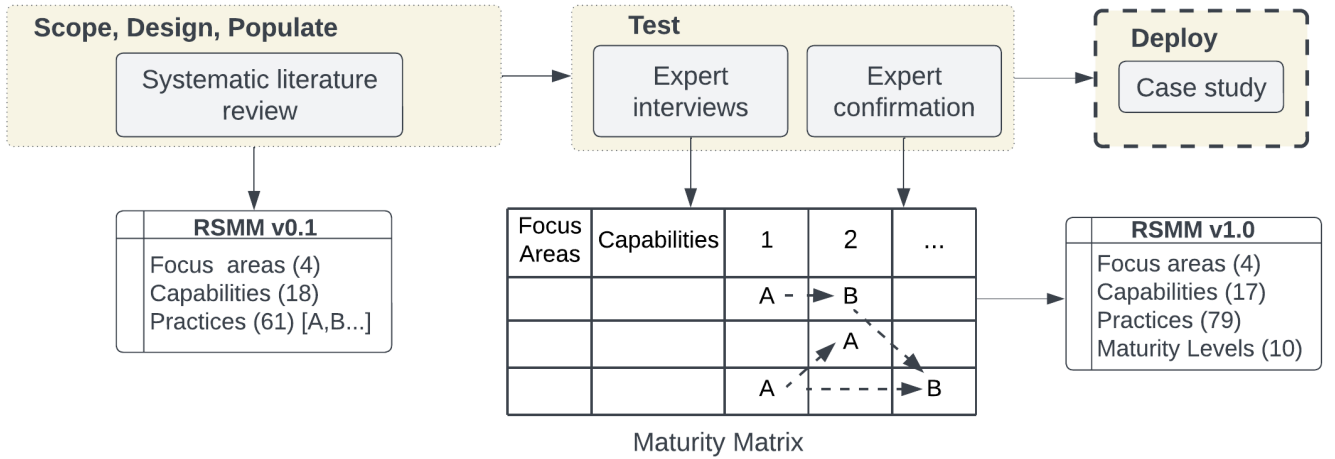 Scope, Design, Populate
Systematic literature
review
Test
Expert
interviews
Expert
confirmation
Deploy
Case study
RSMM v0.1
Focus areas (4)
Capabilities (18)
Practices (61) [A,B...]
Focus
Areas
Capabilities
1
2
...
A
B
A
A
B
Maturity Matrix
RSMM v1.0
Focus areas (4)
Capabilities (17)
Practices (79)
Maturity Levels (10)